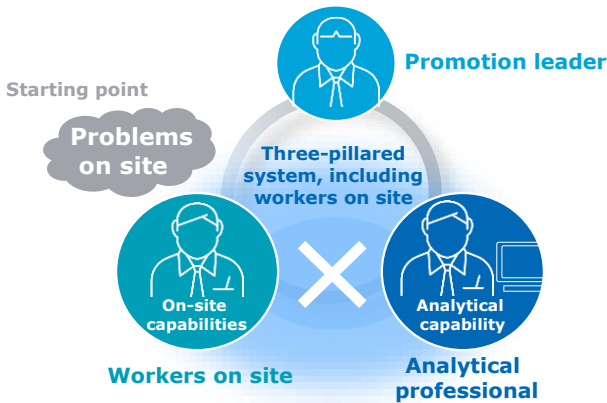 Promotion leader
Starting point
Problems
on site
Three-pillared
system, including
workers on site
On-site
capabilities
Analytical
capability
Workers on site
Analytical
professional